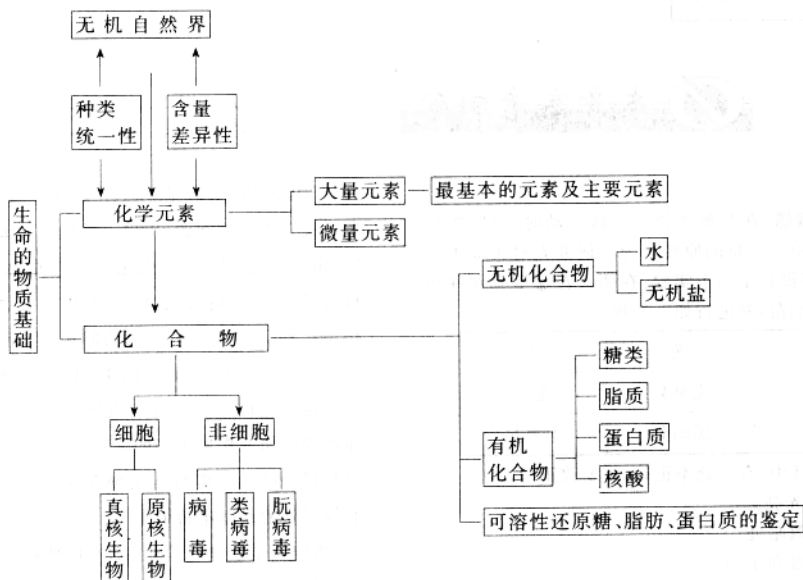 无机自然界
种类
统一性
含量
差异性
生命的物质基础
化学元素
大量元素
最基本的元素及主要元素
微量元素
无机化合物
水
无机盐
化合物
糖类
脂质
有机
化合物
蛋白质
核酸
可溶性还原糖、脂肪、蛋白质的鉴定
细胞
非细胞
真核生物
原核生物
病毒
类病毒
朊病毒